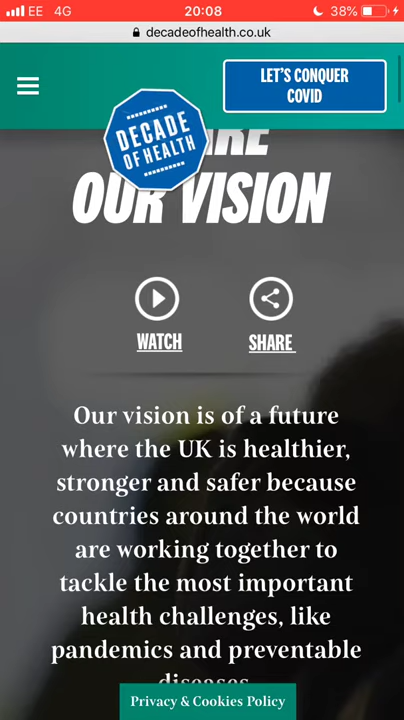 EE 4G 20:08 38%
decadeofhealth.co.uk
LET'S CONQUER
COVID
DECADE
OF HEALTH
OUR VISION
WATCH SHARE
Our vision is of a future
where the UK is healthier,
stronger and safer because
countries around the world
are working together to
tackle the most important
health challenges, like
pandemics and preventable
diseases
Privacy & Cookies Policy